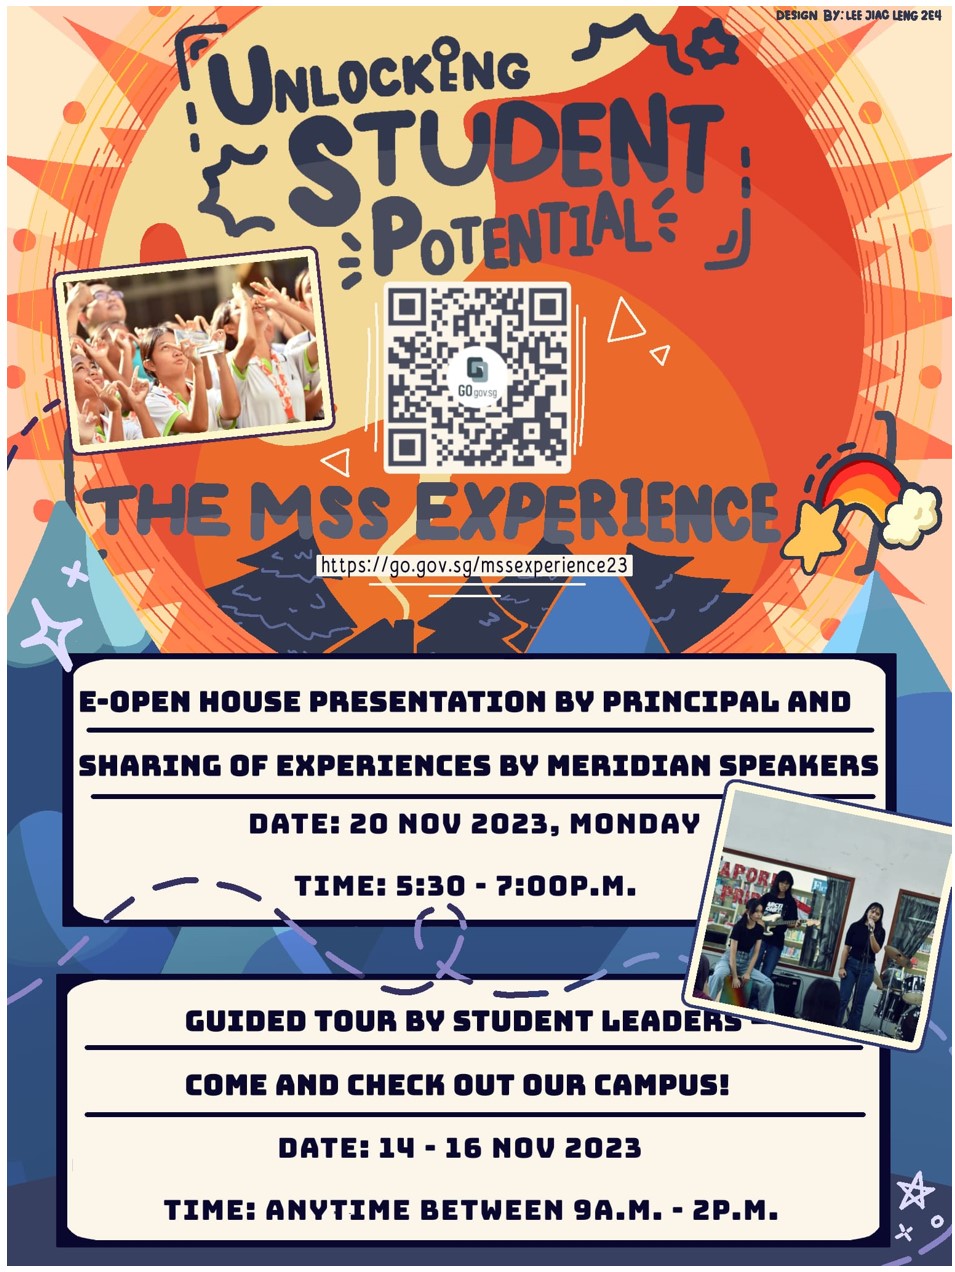 DESIGN BY: LEE JIAC LENG 2E4
UNLOCKING
STUDENT
POTENTIAL
GO gov.sg
THE MSS EXPERIENCE
https://go.gov.sg/mssexperience23
E-OPEN HOUSE PRESENTATION BY PRINCIPAL AND
SHARING OF EXPERIENCES BY MERIDIAN SPEAKERS
DATE: 20 NOV 2023, MONDAY
TIME: 5:30 - 7:00P.M.
GUIDED TOUR BY STUDENT LEADERS -
COME AND CHECK OUT OUR CAMPUS!
DATE: 14 - 16 NOV 2023
TIME: ANYTIME BETWEEN 9A.M. - 2P.M.